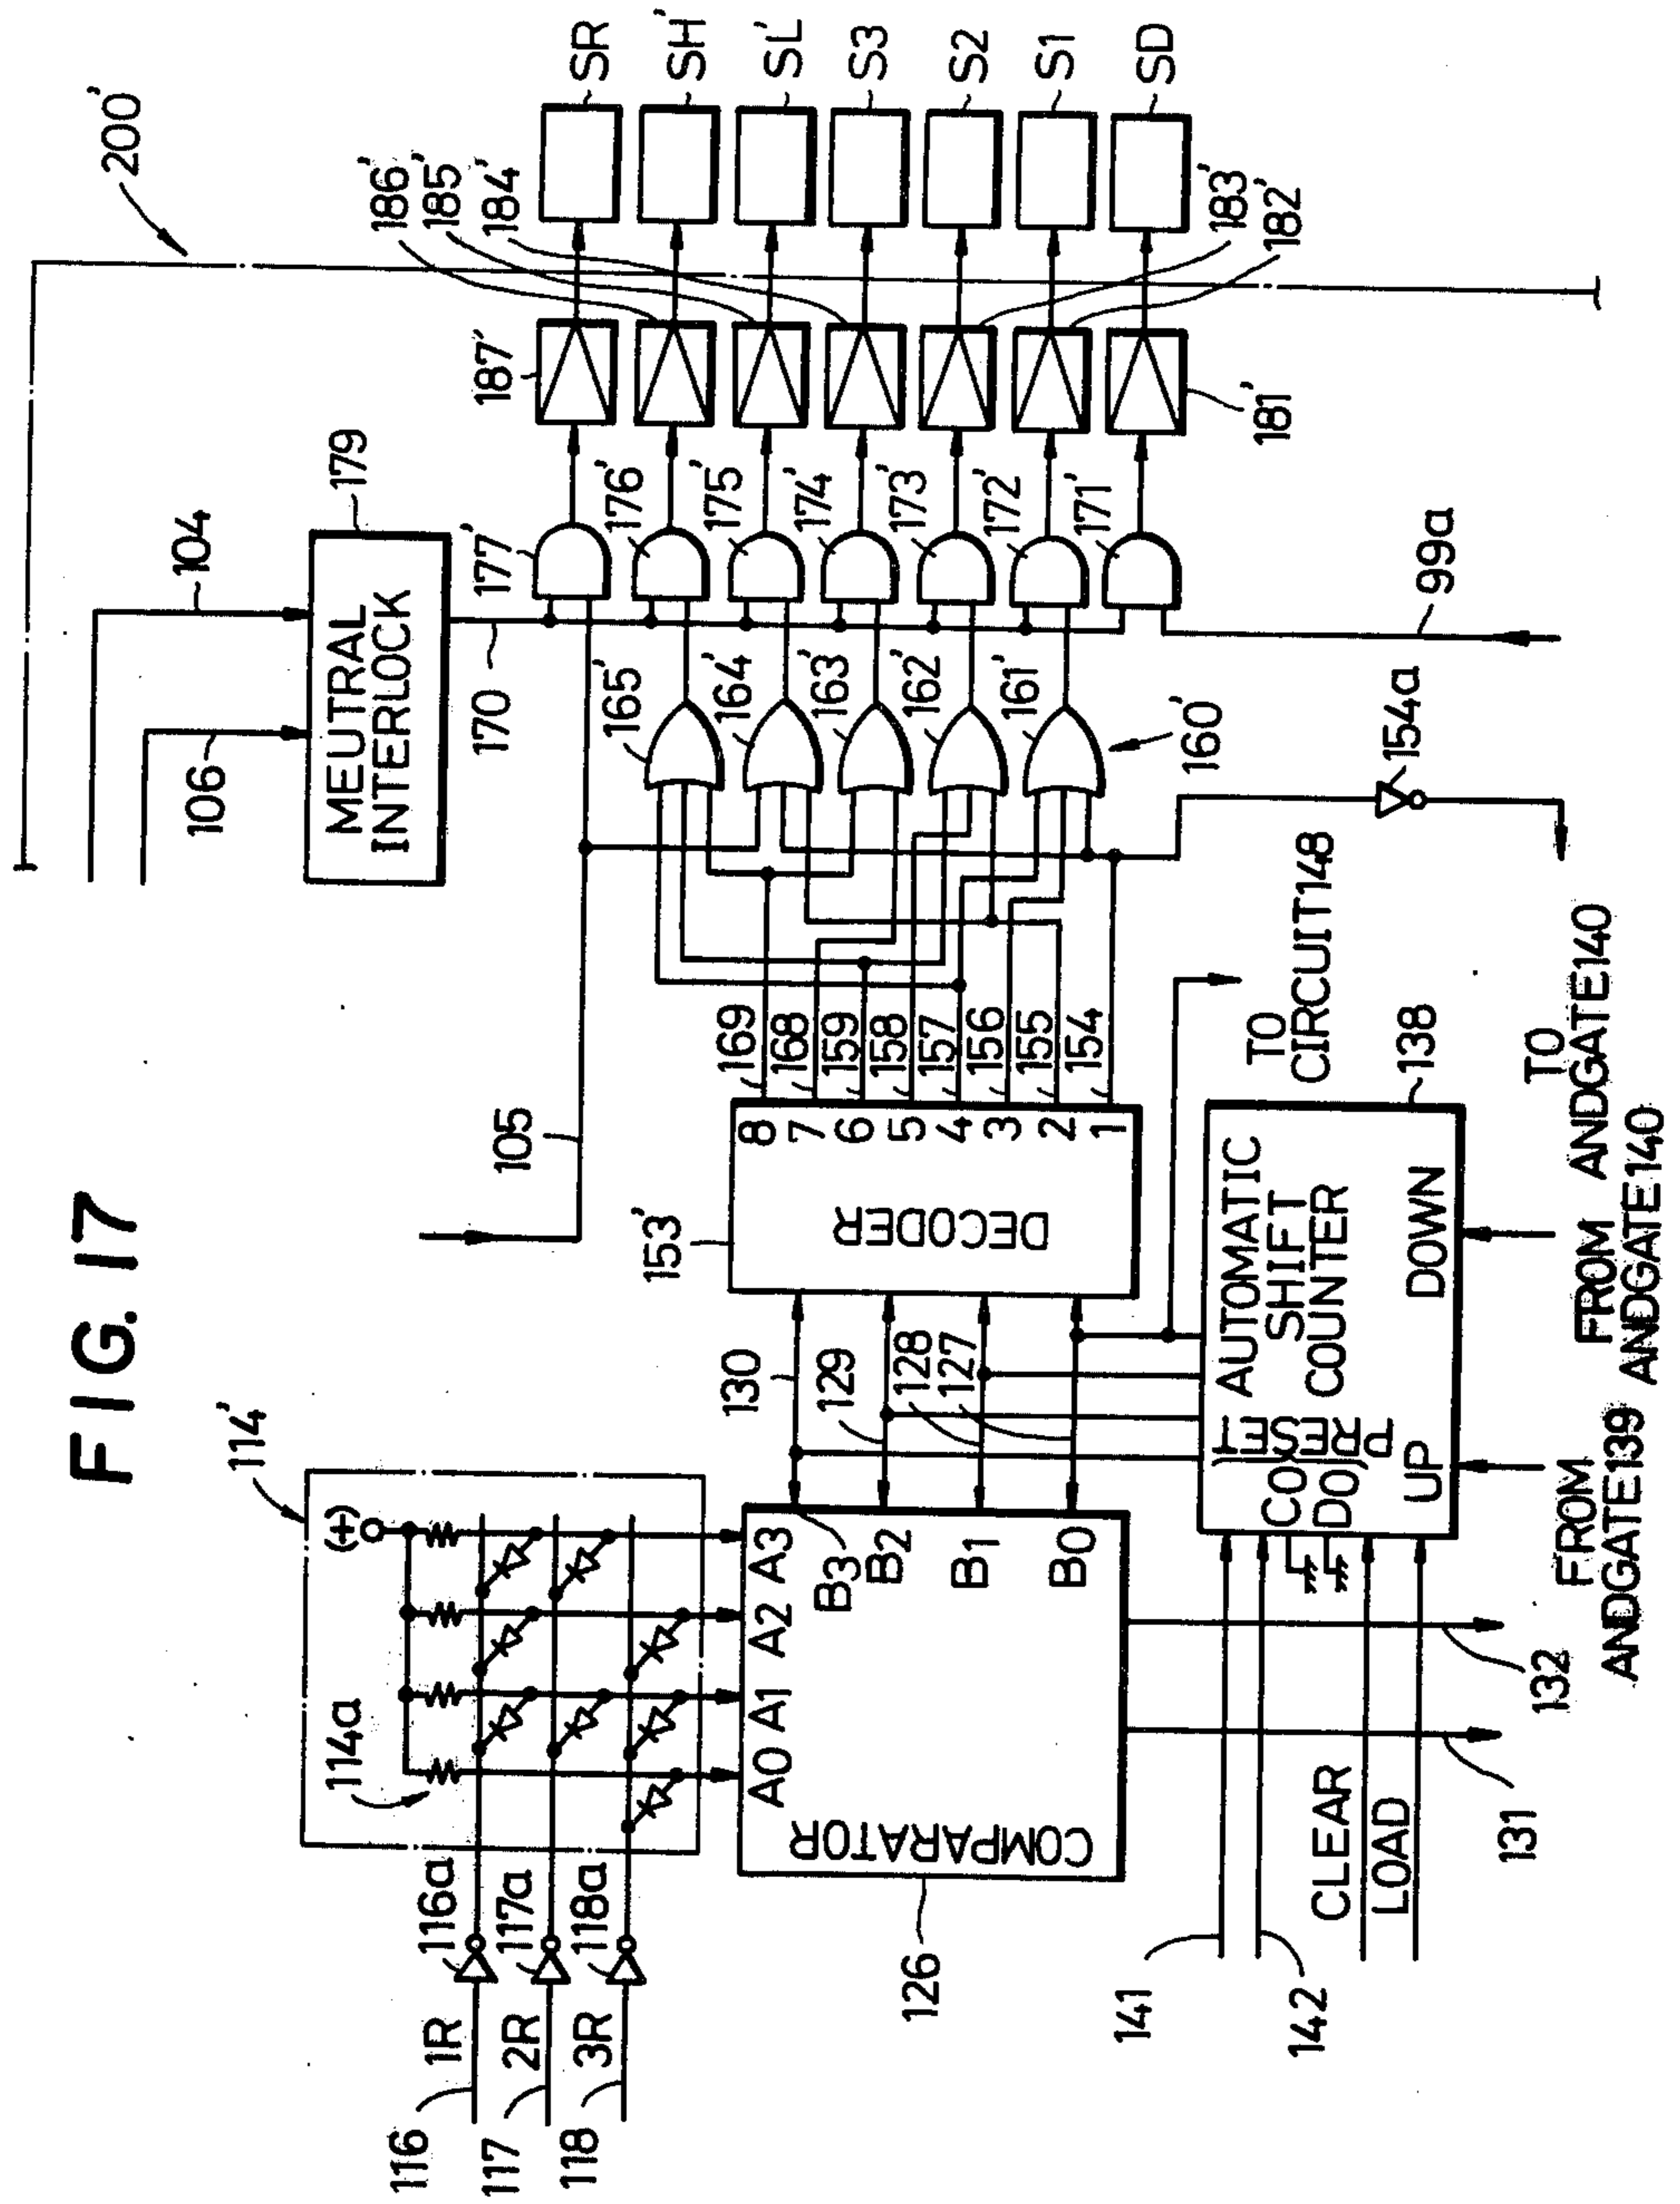 FIG. 17
200'
114'
(+)
114a
116
1R
116a
117
2R
117a
118
3R
118a
A0
A1
A2
A3
B3
B2
B1
B0
COMPARATOR
126
130
129
128
127
153'
DECODER
8
7
6
5
4
3
2
1
169
168
159
158
157
156
155
154
105
106
104
MEUTRAL
INTERLOCK
179
170
165'
164'
163'
162'
161'
160'
154a
177'
176'
175'
174'
173'
172'
171'
99a
187'
186'
185'
184'
183'
182'
181'
SR
SH'
SL'
S3
S2
S1
SD
141
142
CLEAR
LOAD
131
132
AUTOMATIC
SHIFT
COUNTER
(PRESET)
CO
DO
UP
DOWN
138
TO
CIRCUIT148
TO
ANDGATE140
FROM
ANDGATE139
FROM
ANDGATE140